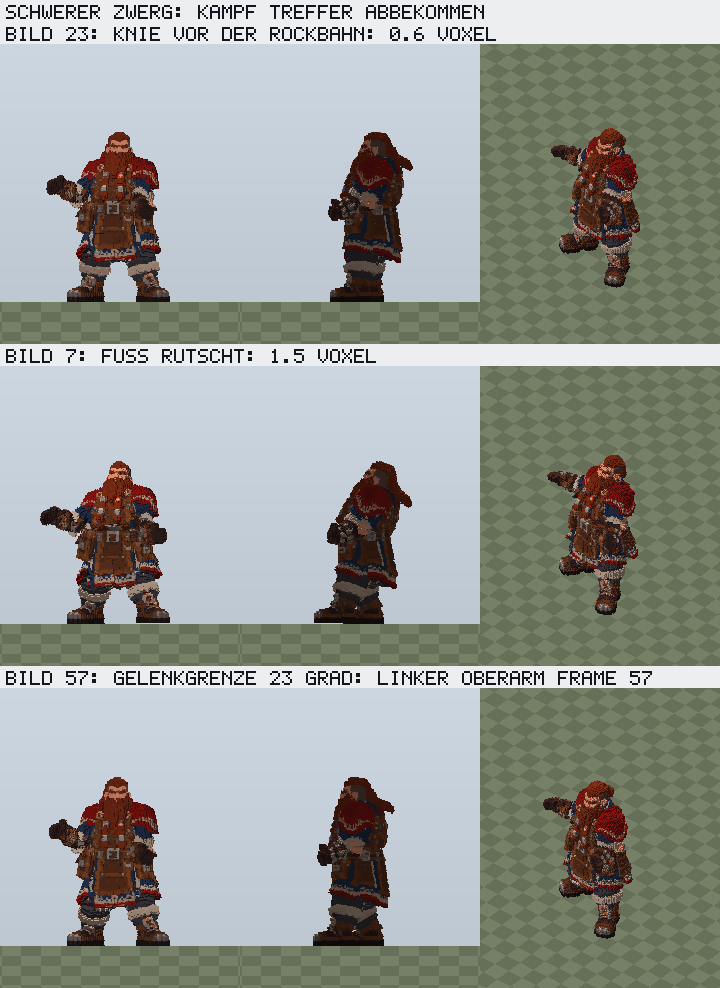 SCHWERER ZWERG: KAMPF TREFFER ABBEKOMMEN
BILD 23: KNIE VOR DER ROCKBAHN: 0.6 VOXEL
BILD 7: FUSS RUTSCHT: 1.5 VOXEL
BILD 57: GELENKGRENZE 23 GRAD: LINKER OBERARM FRAME 57